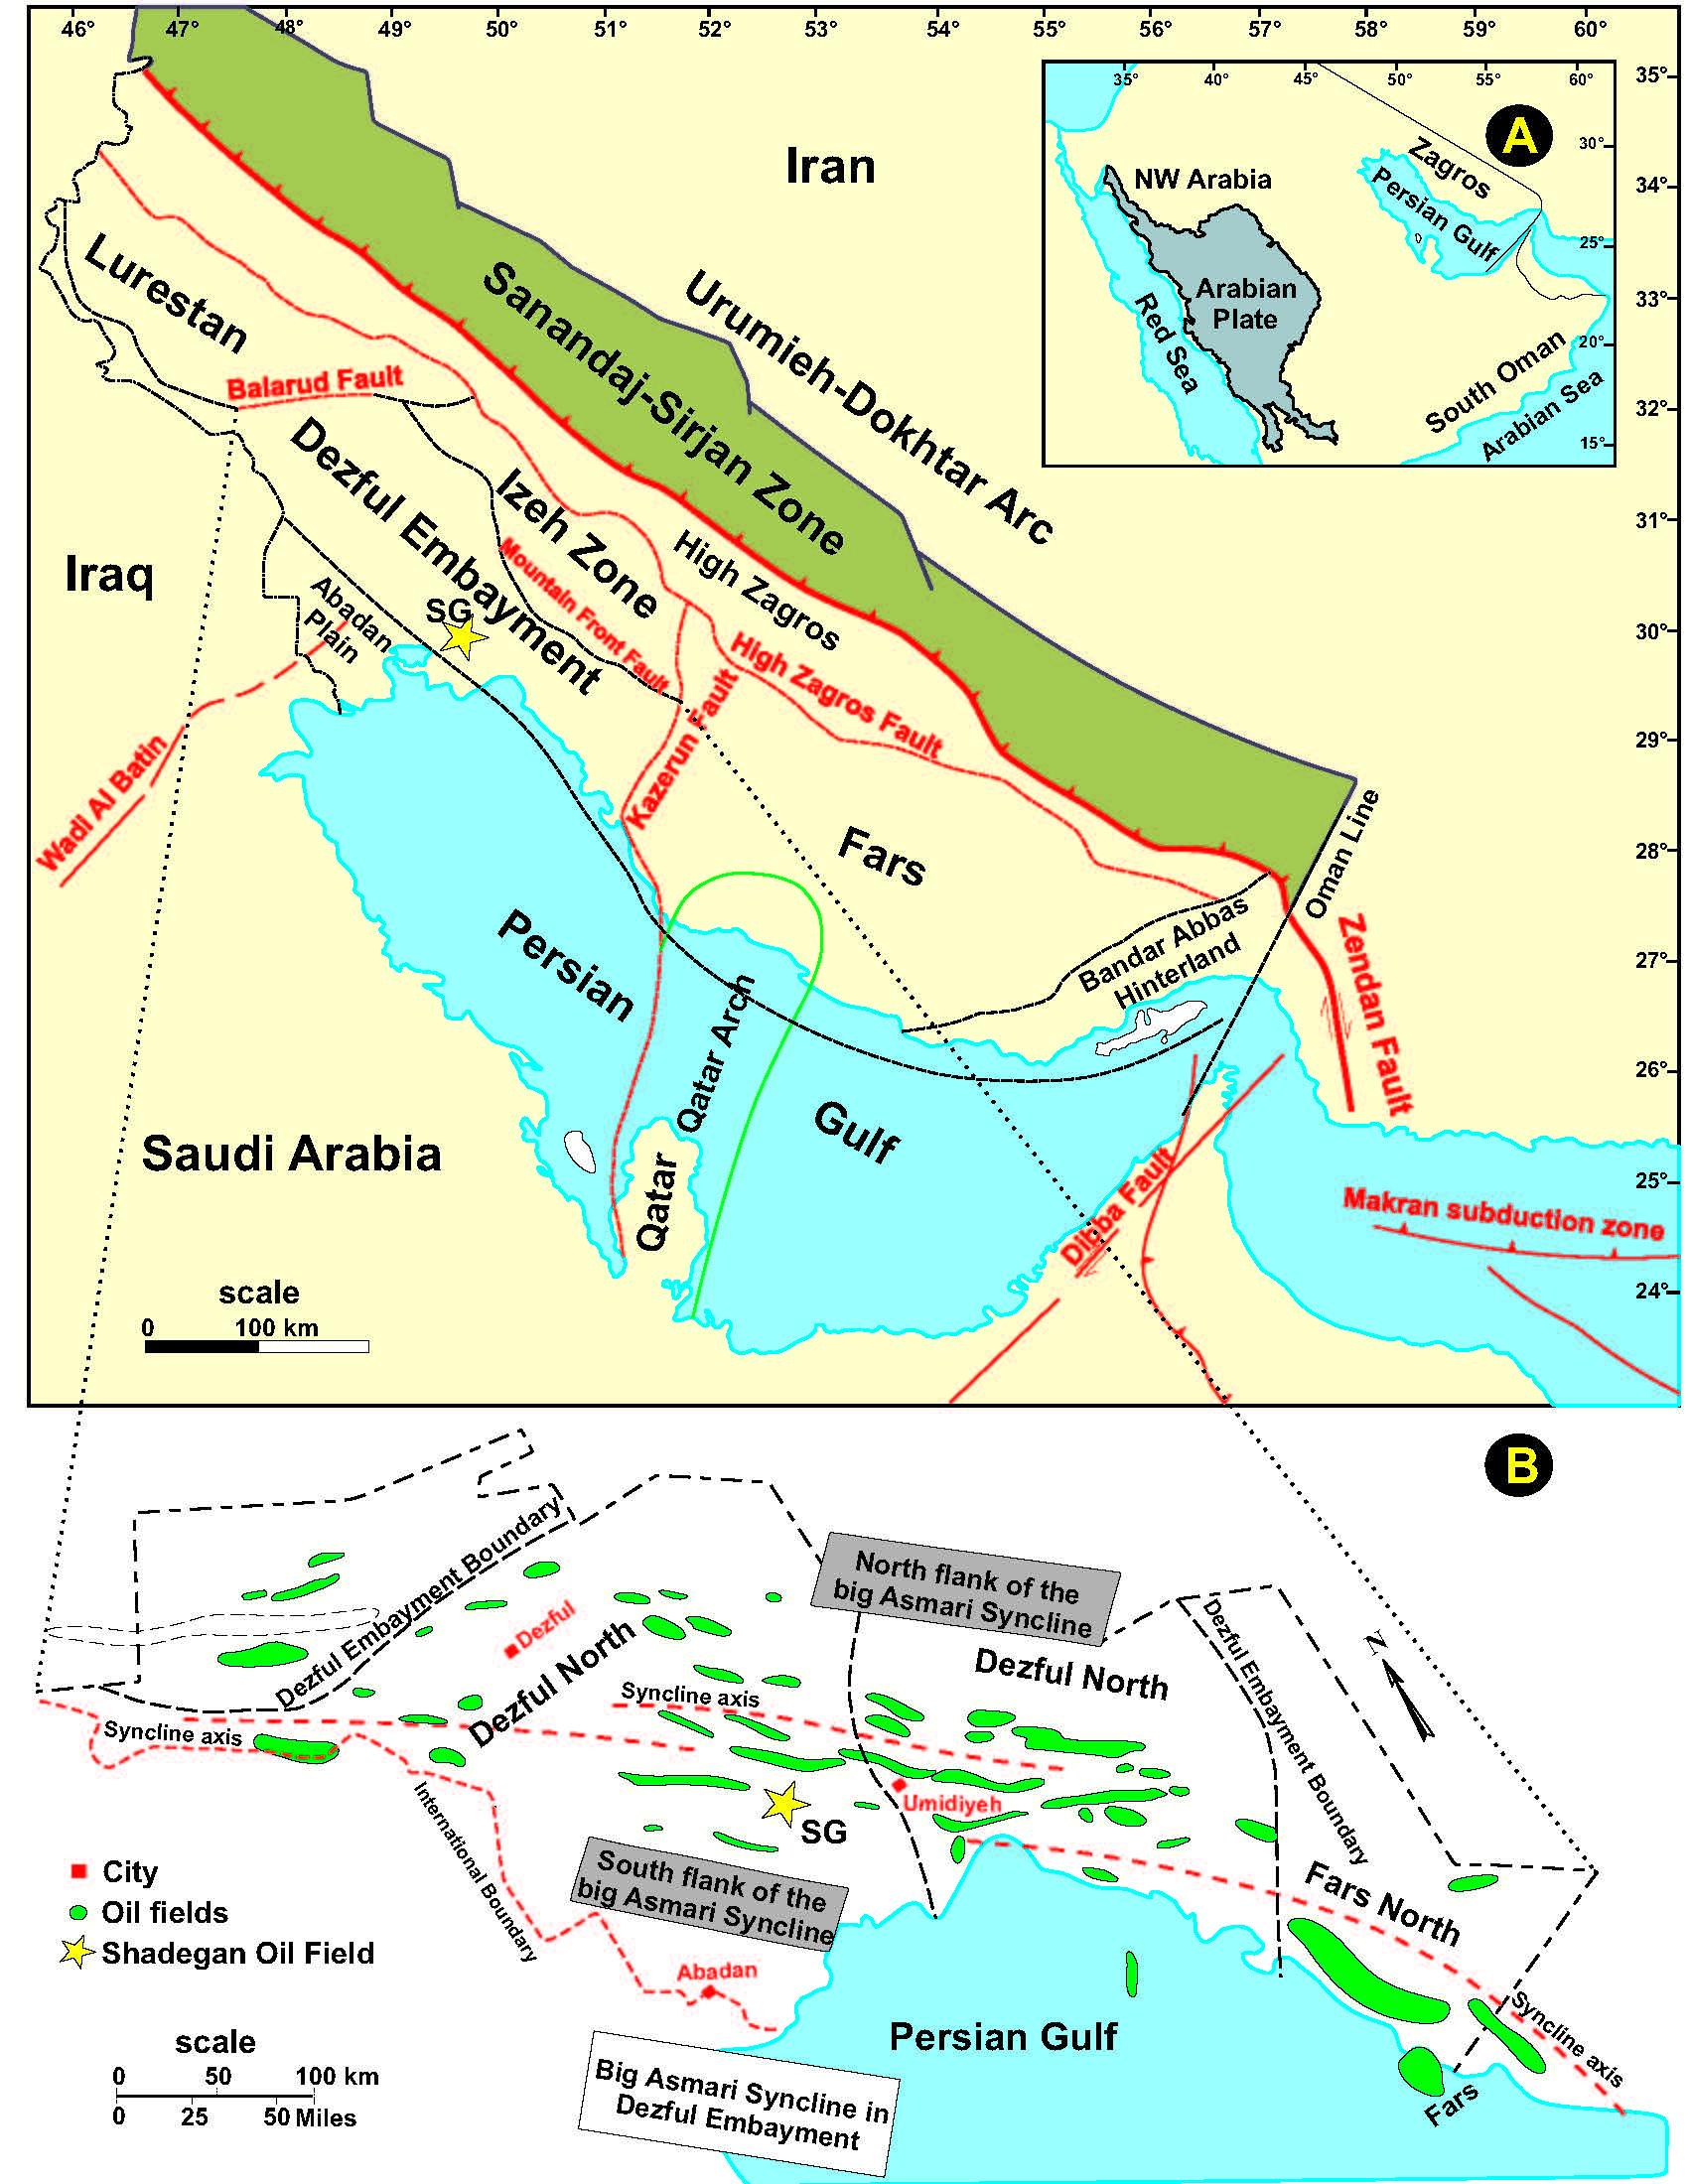 46° 47° 48° 49° 50° 51° 52° 53° 54° 55° 56° 57° 58° 59° 60°
35°
34°
33°
32°
31°
30°
29°
28°
27°
26°
25°
24°
A
35° 40° 45° 50° 55° 60°
30°
25°
20°
15°
Zagros
Persian Gulf
NW Arabia
Arabian
Plate
Red Sea
South Oman
Arabian Sea
Iran
Urumieh-Dokhtar Arc
Sanandaj-Sirjan Zone
Lurestan
Balarud Fault
Dezful Embayment
Izeh Zone
High Zagros
Mountain Front Fault
High Zagros Fault
Iraq
Abadan
Plain
SG
Kazerun Fault
Wadi Al Batin
Fars
Oman Line
Bandar Abbas
Hinterland
Zendan Fault
Persian
Gulf
Qatar Arch
Qatar
Saudi Arabia
Dibba Fault
Makran subduction zone
scale
0 100 km
B
North flank of the
big Asmari Syncline
Dezful Embayment Boundary
Dezful
Dezful North
Dezful North
Dezful Embayment Boundary
N
Syncline axis
Syncline axis
International Boundary
Umidiyeh
SG
South flank of the
big Asmari Syncline
Fars North
Syncline axis
Fars
Abadan
Persian Gulf
City
Oil fields
Shadegan Oil Field
scale
0 50 100 km
0 25 50 Miles
Big Asmari Syncline in
Dezful Embayment